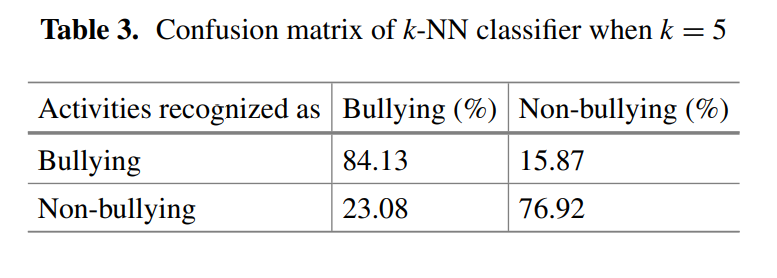 Table 3. Confusion matrix of k-NN classifier when k = 5
Activities recognized as Bullying (%) Non-bullying (%)
Bullying 84.13 15.87
Non-bullying 23.08 76.92